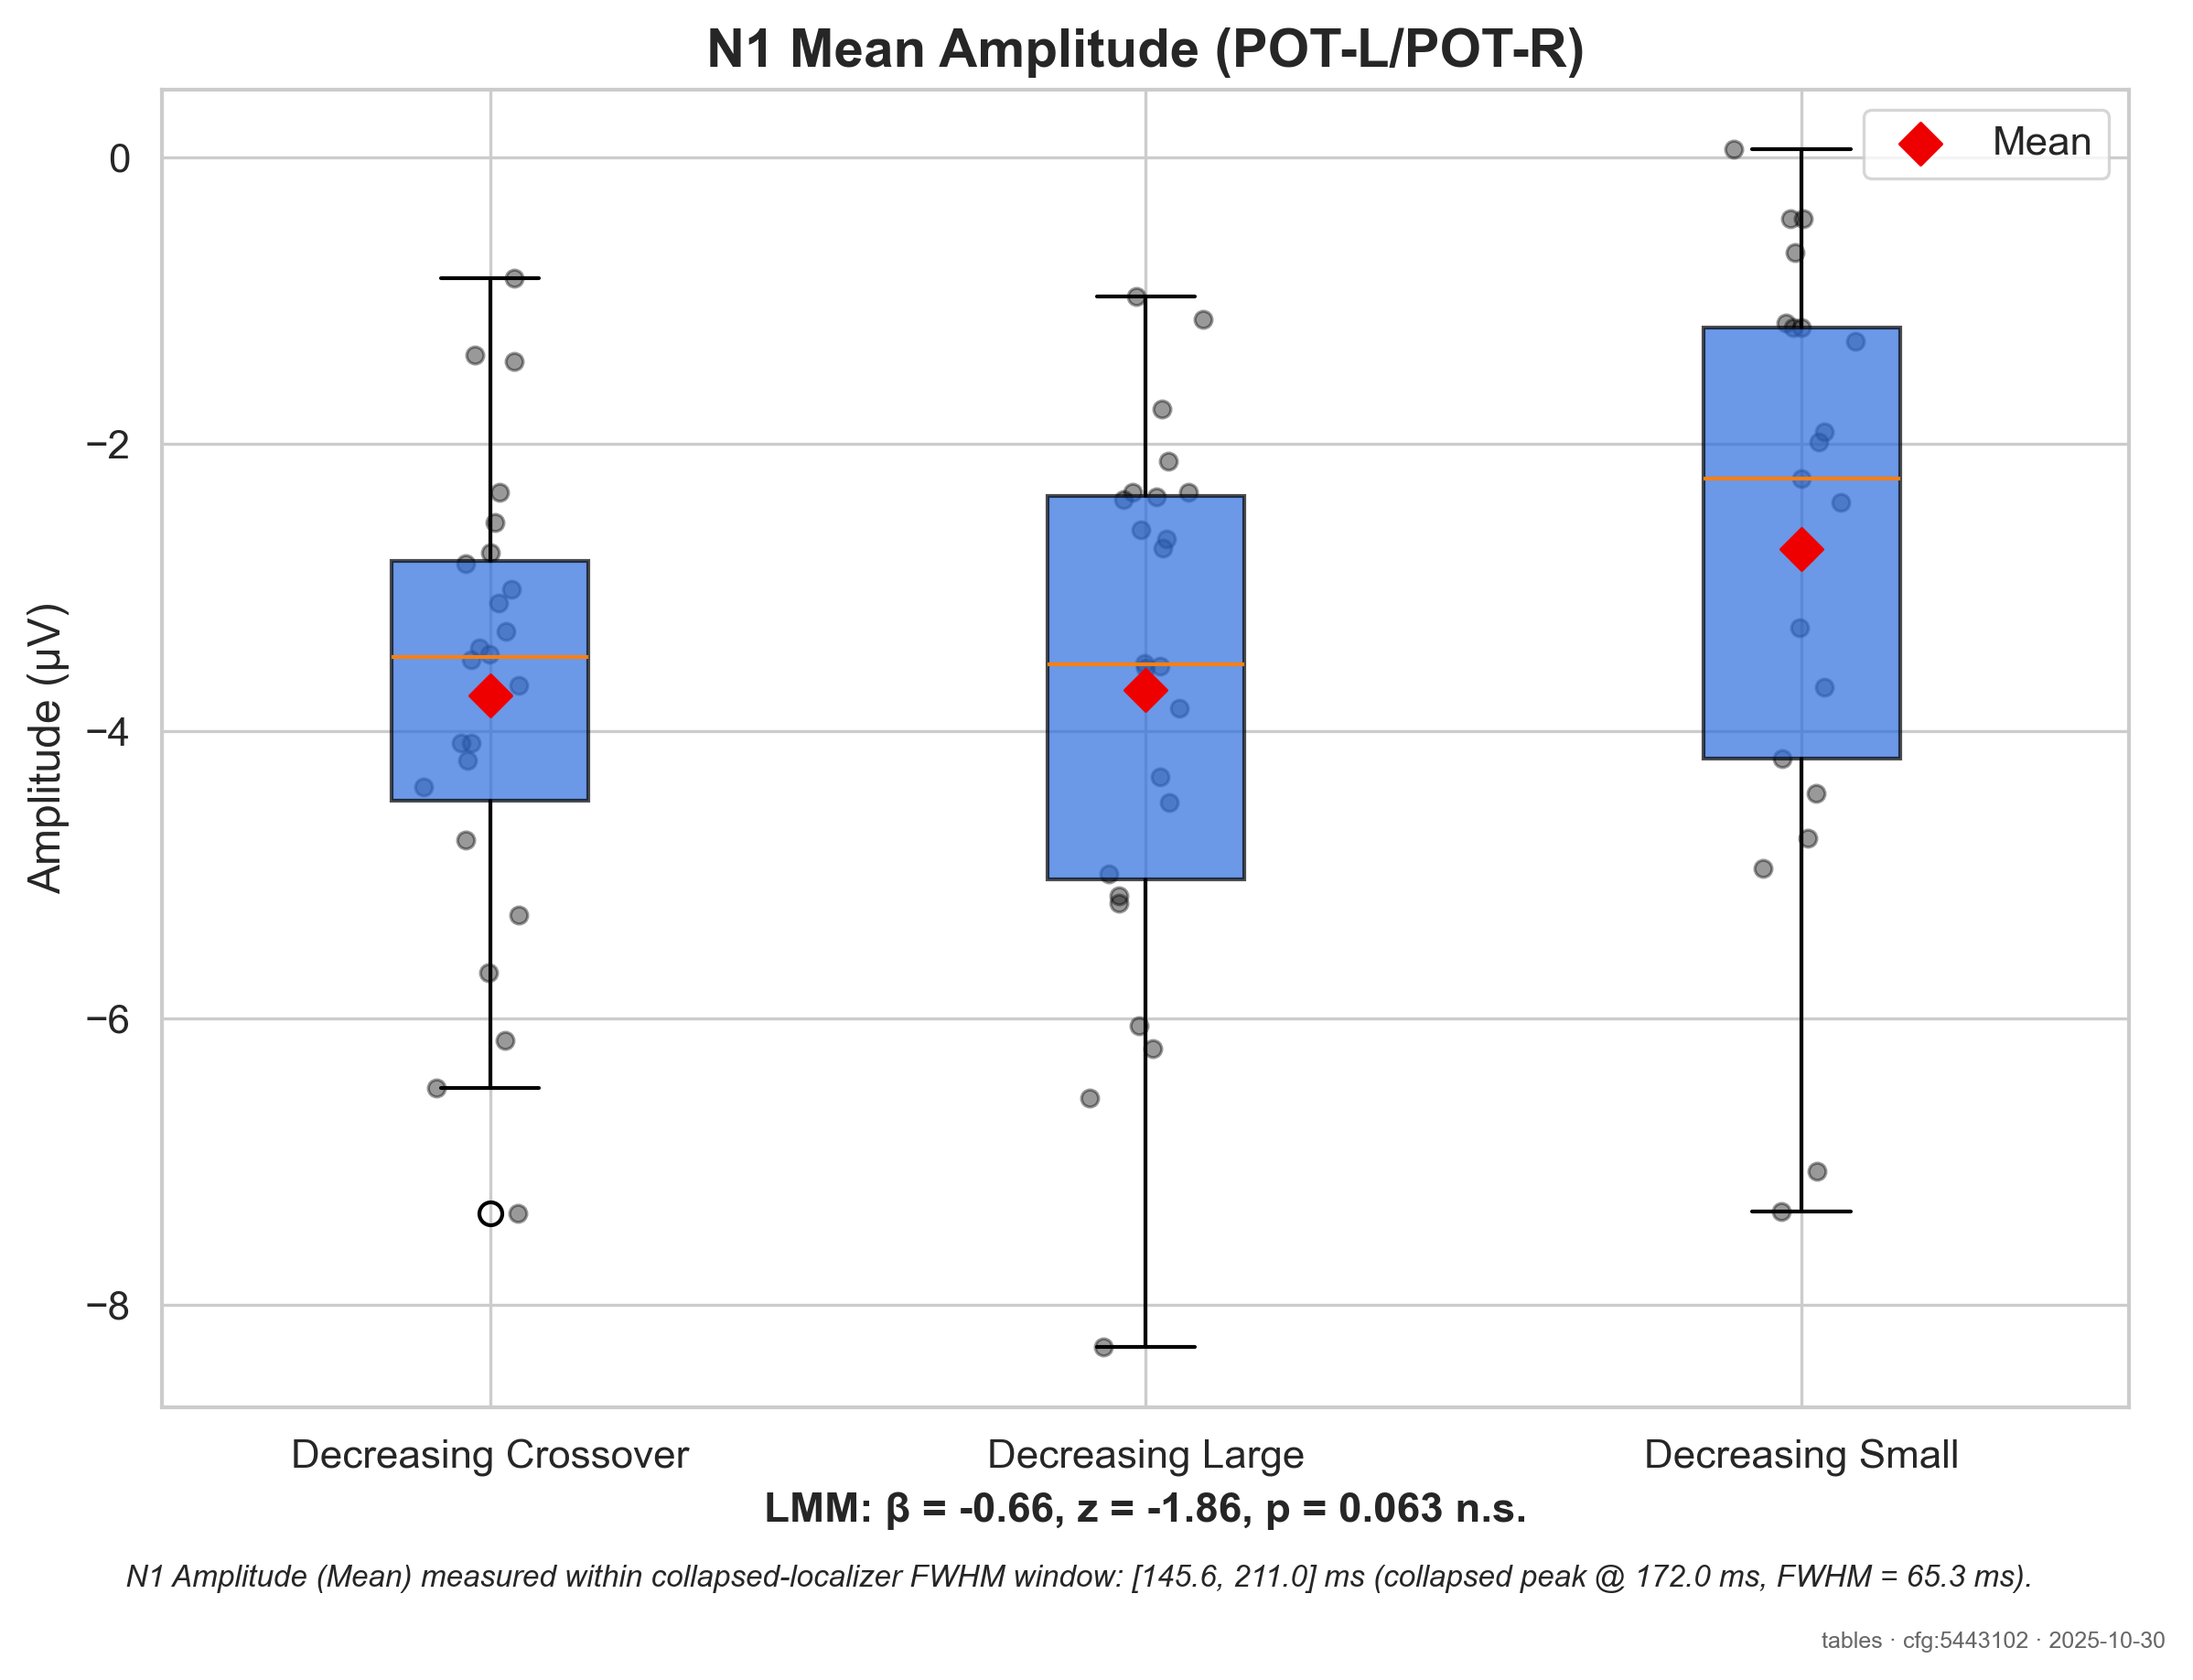 N1 Mean Amplitude (POT-L/POT-R)
Mean
Amplitude (µV)
0
−2
−4
−6
−8
Decreasing Crossover
Decreasing Large
Decreasing Small
LMM: β = -0.66, z = -1.86, p = 0.063 n.s.
N1 Amplitude (Mean) measured within collapsed-localizer FWHM window: [145.6, 211.0] ms (collapsed peak @ 172.0 ms, FWHM = 65.3 ms).
tables · cfg:5443102 · 2025-10-30